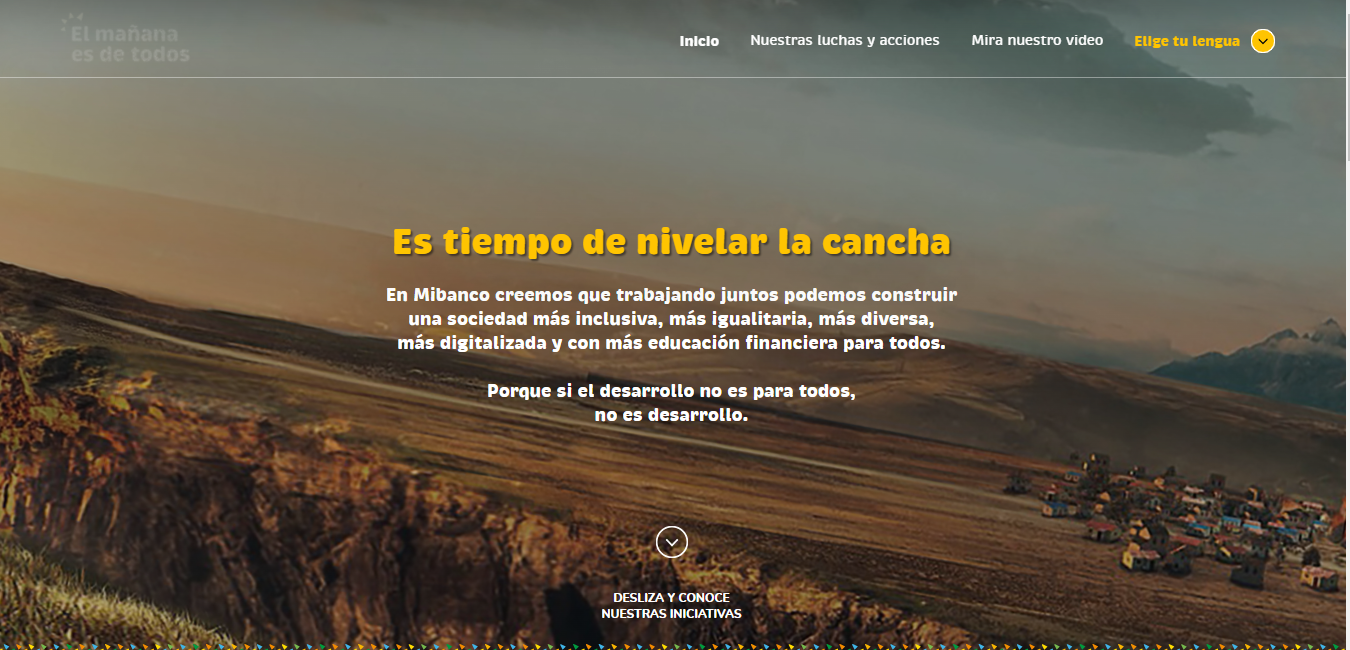 El mañana
es de todos
Inicio
Nuestras luchas y acciones
Mira nuestro video
Elige tu lengua
Es tiempo de nivelar la cancha
En Mibanco creemos que trabajando juntos podemos construir
una sociedad más inclusiva, más igualitaria, más diversa,
más digitalizada y con más educación financiera para todos.
Porque si el desarrollo no es para todos,
no es desarrollo.
DESLIZA Y CONOCE
NUESTRAS INICIATIVAS